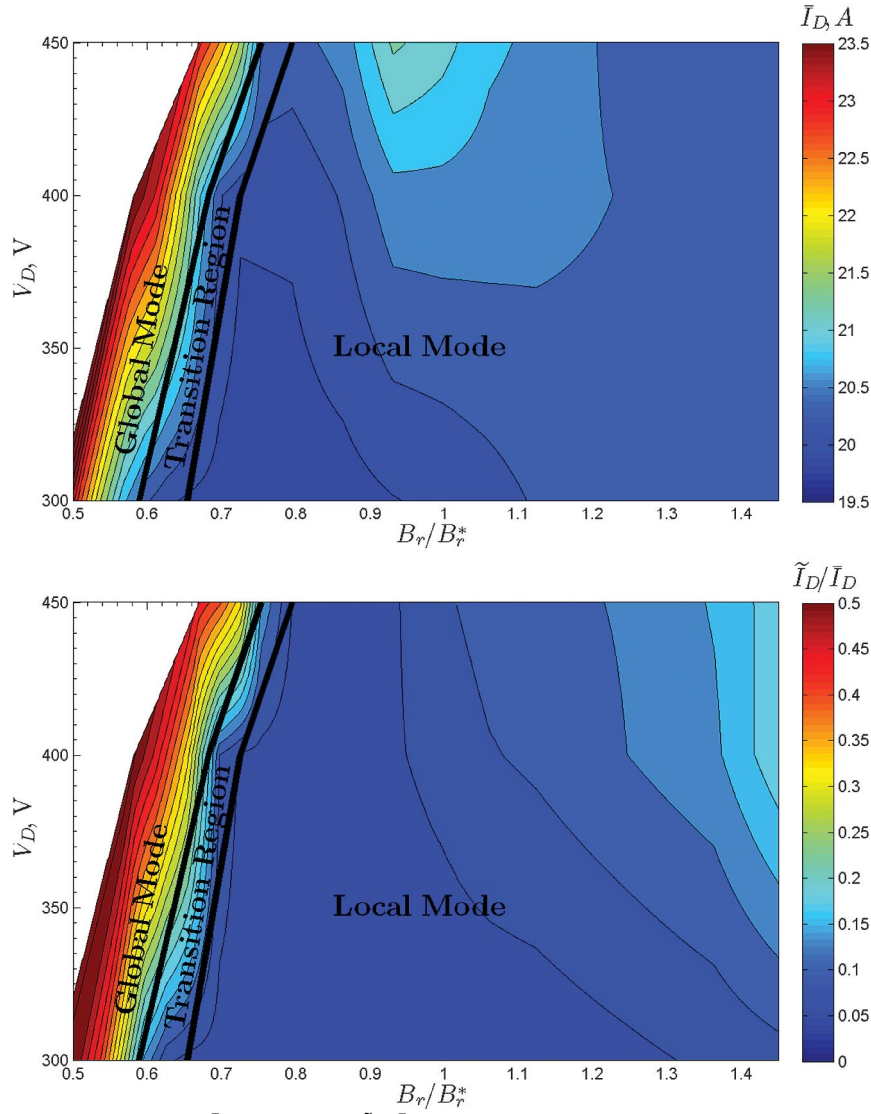 Ī_D, A
450
400
350
300
V_D, V
0.5 0.6 0.7 0.8 0.9 1 1.1 1.2 1.3 1.4
B_r/B_r^*
Global Mode
Transition Region
Local Mode
23.5
23
22.5
22
21.5
21
20.5
20
19.5
Ĩ_D/Ī_D
450
400
350
300
V_D, V
0.5 0.6 0.7 0.8 0.9 1 1.1 1.2 1.3 1.4
B_r/B_r^*
Global Mode
Transition Region
Local Mode
0.5
0.45
0.4
0.35
0.3
0.25
0.2
0.15
0.1
0.05
0